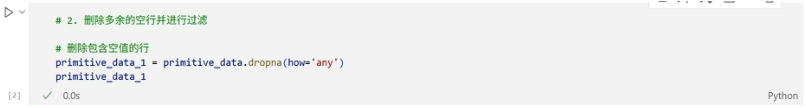 # 2. 删除多余的空行并进行过滤
# 删除包含空值的行
primitive_data_1 = primitive_data.dropna(how='any')
primitive_data_1
[2]
0.0s
Python